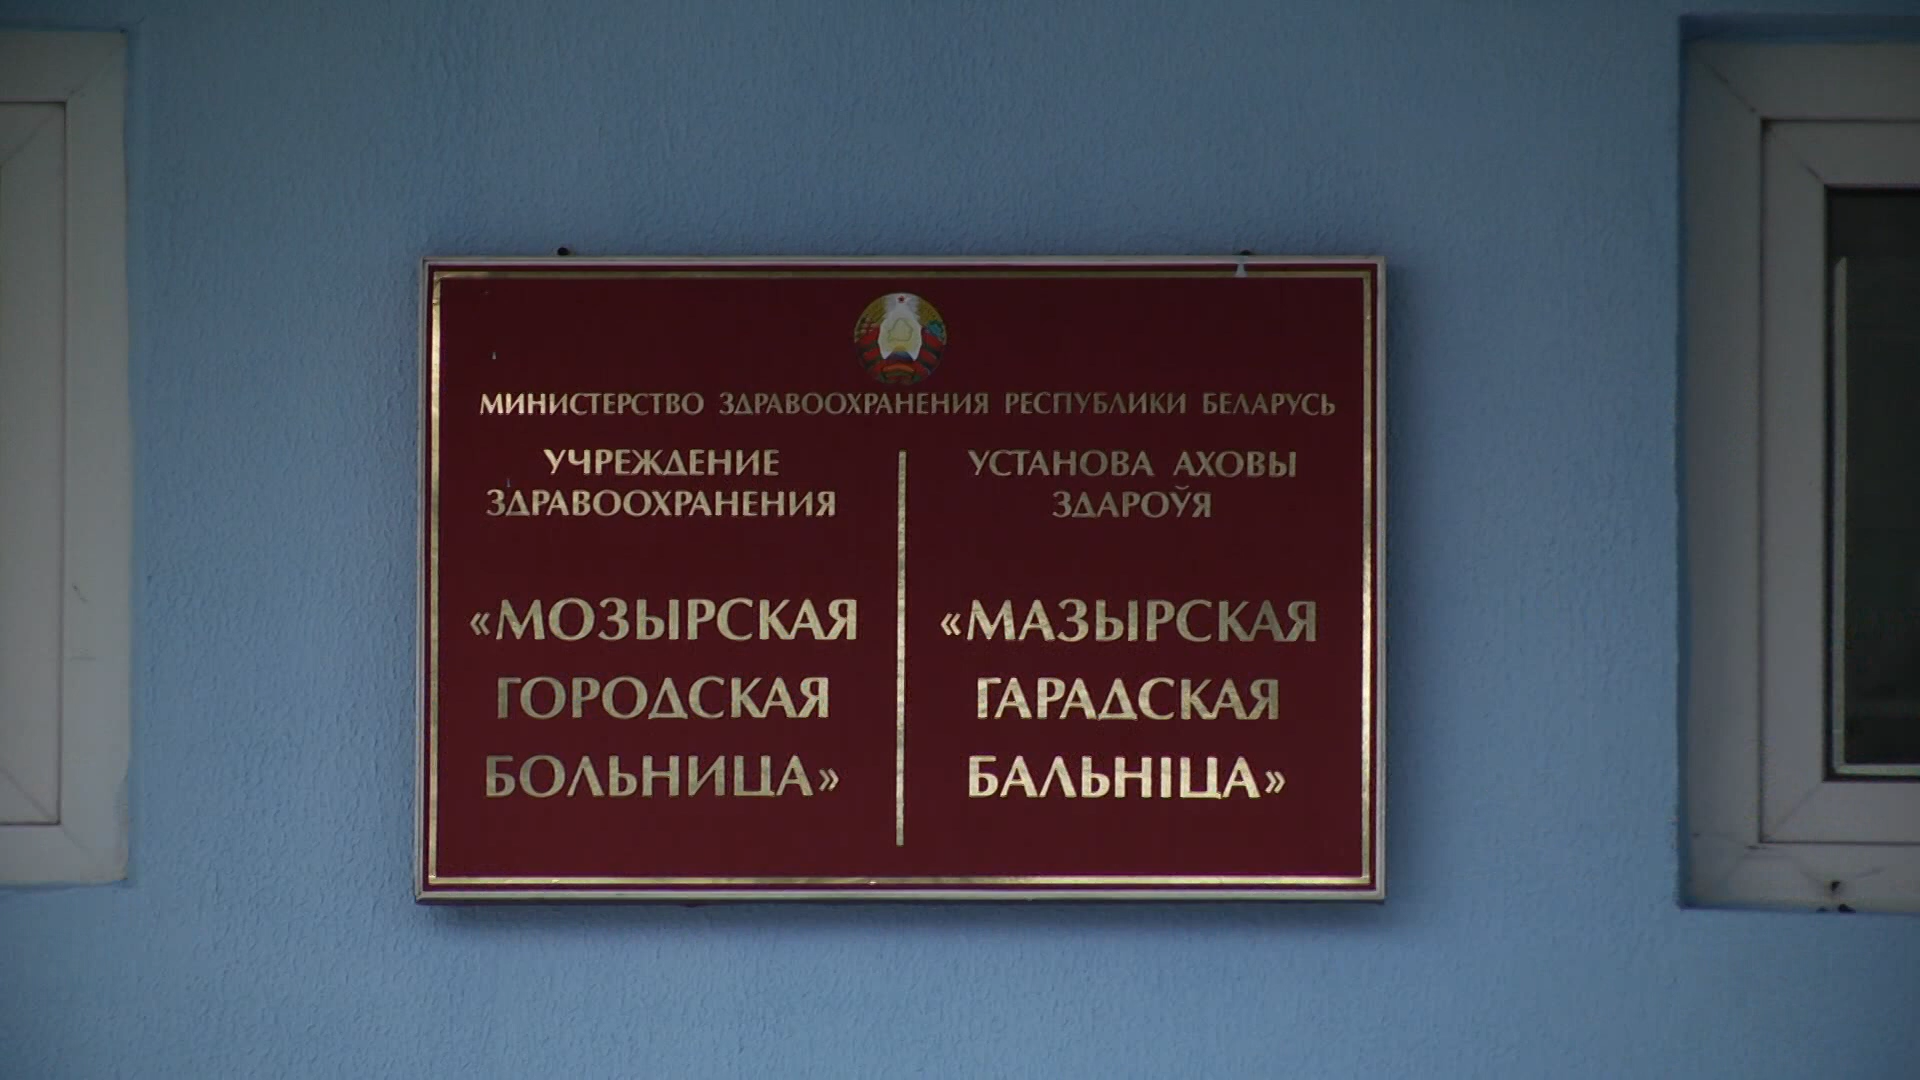 МИНИСТЕРСТВО ЗДРАВООХРАНЕНИЯ РЕСПУБЛИКИ БЕЛАРУСЬ
УЧРЕЖДЕНИЕ
ЗДРАВООХРАНЕНИЯ
«МОЗЫРСКАЯ
ГОРОДСКАЯ
БОЛЬНИЦА»
УСТАНОВА АХОВЫ
ЗДАРОЎЯ
«МАЗЫРСКАЯ
ГАРАДСКАЯ
БАЛЬНІЦА»